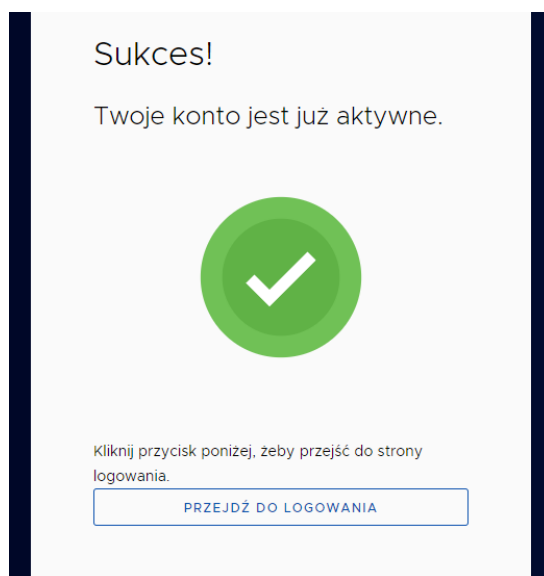 Sukces!
Twoje konto jest już aktywne.
Kliknij przycisk poniżej, żeby przejść do strony
logowania.
PRZEJDŹ DO LOGOWANIA